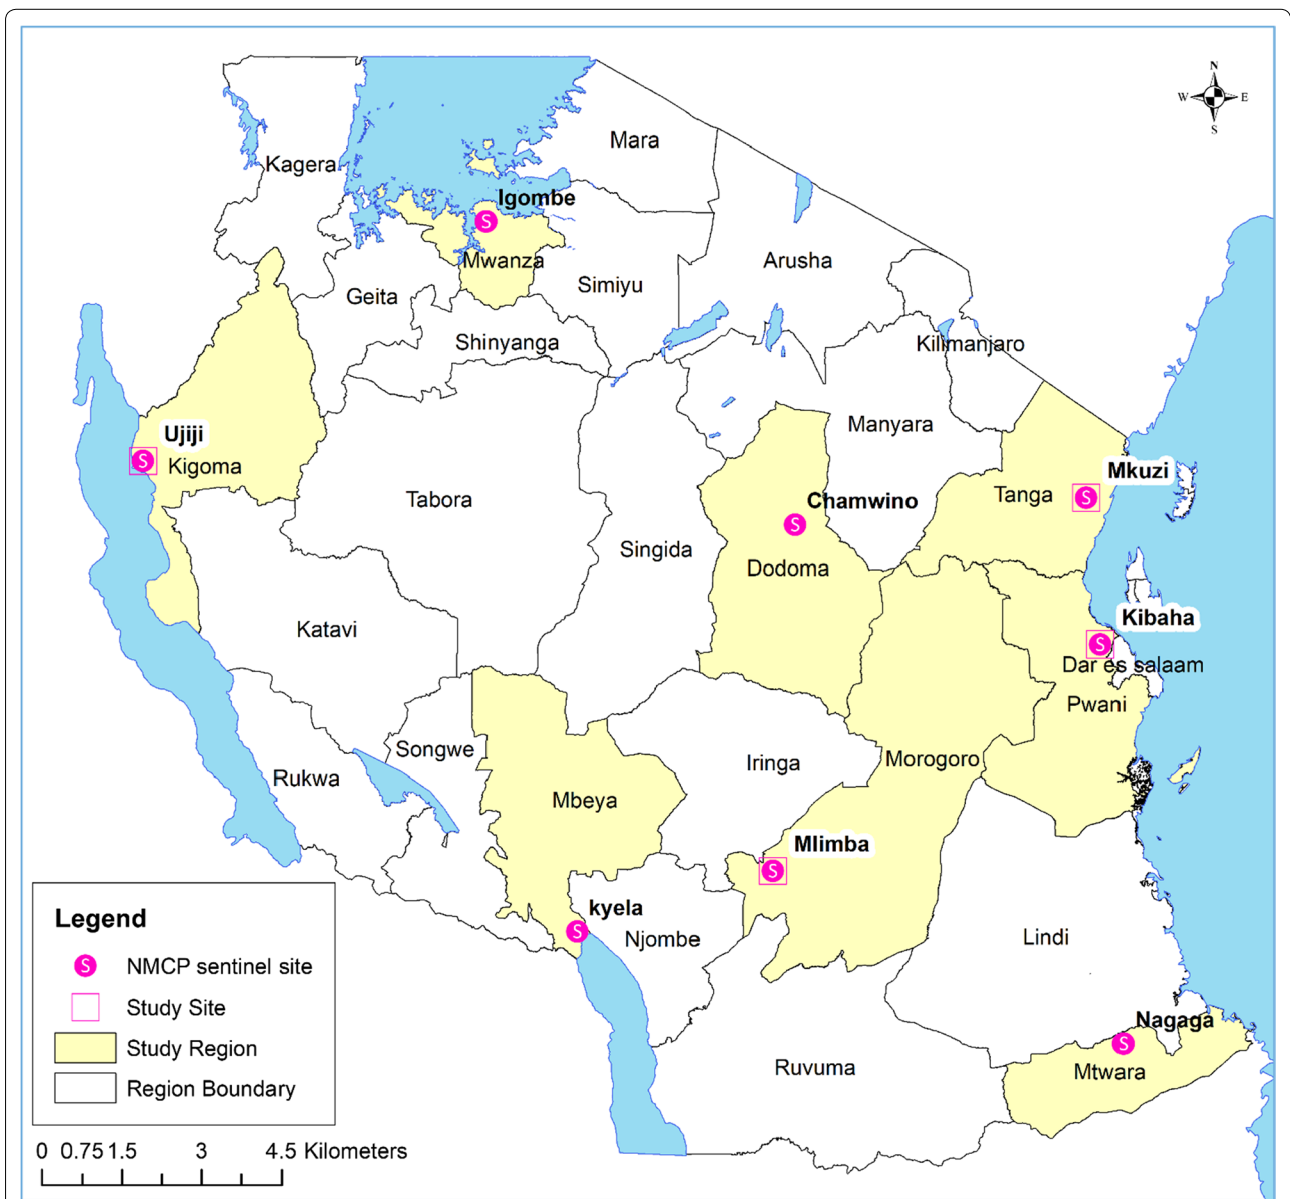 N
W E
S
Mara
Kagera
Igombe
S
Mwanza
Arusha
Simiyu
Geita
Shinyanga
Kilimanjaro
Manyara
Ujiji
S
Kigoma
Mkuzi
S
Tanga
Tabora
Chamwino
S
Singida
Dodoma
Kibaha
S
Dar es salaam
Katavi
Pwani
Songwe
Iringa
Morogoro
Rukwa
Mbeya
Mlimba
S
kyela
S
Njombe
Lindi
Nagaga
S
Mtwara
Ruvuma
Legend
S NMCP sentinel site
Study Site
Study Region
Region Boundary
0 0.75 1.5 3 4.5 Kilometers